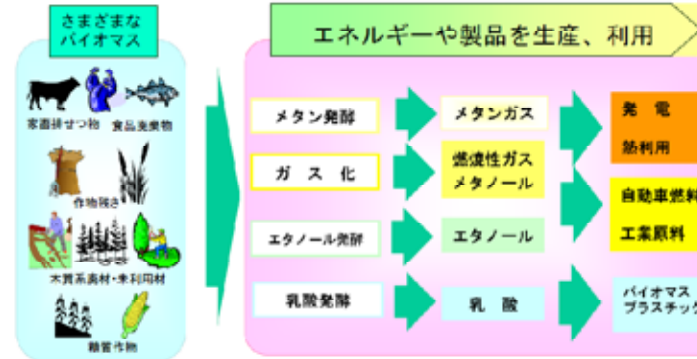 さまざまな
バイオマス
家畜排せつ物 食品廃棄物
作物残さ
木質系廃材・未利用材
糖質作物
エネルギーや製品を生産、利用
メタン発酵
メタンガス
発 電
熱利用
ガ ス 化
燃焼性ガス
メタノール
自動車燃料
工業原料
エタノール発酵
エタノール
乳酸発酵
乳 酸
バイオマス
プラスチック